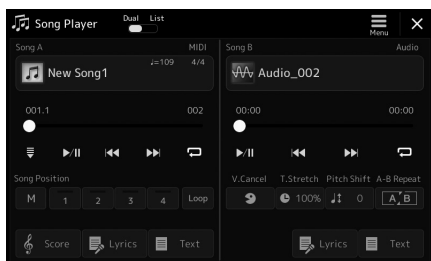 Song Player Dual List Menu
Song A MIDI Song B Audio
New Song1 ♩=109 4/4 Audio_002
001.1 002 00:00 00:00
Song Position V.Cancel T.Stretch Pitch Shift A-B Repeat
M 1 2 3 4 Loop 100% 0 A B
Score Lyrics Text Lyrics Text